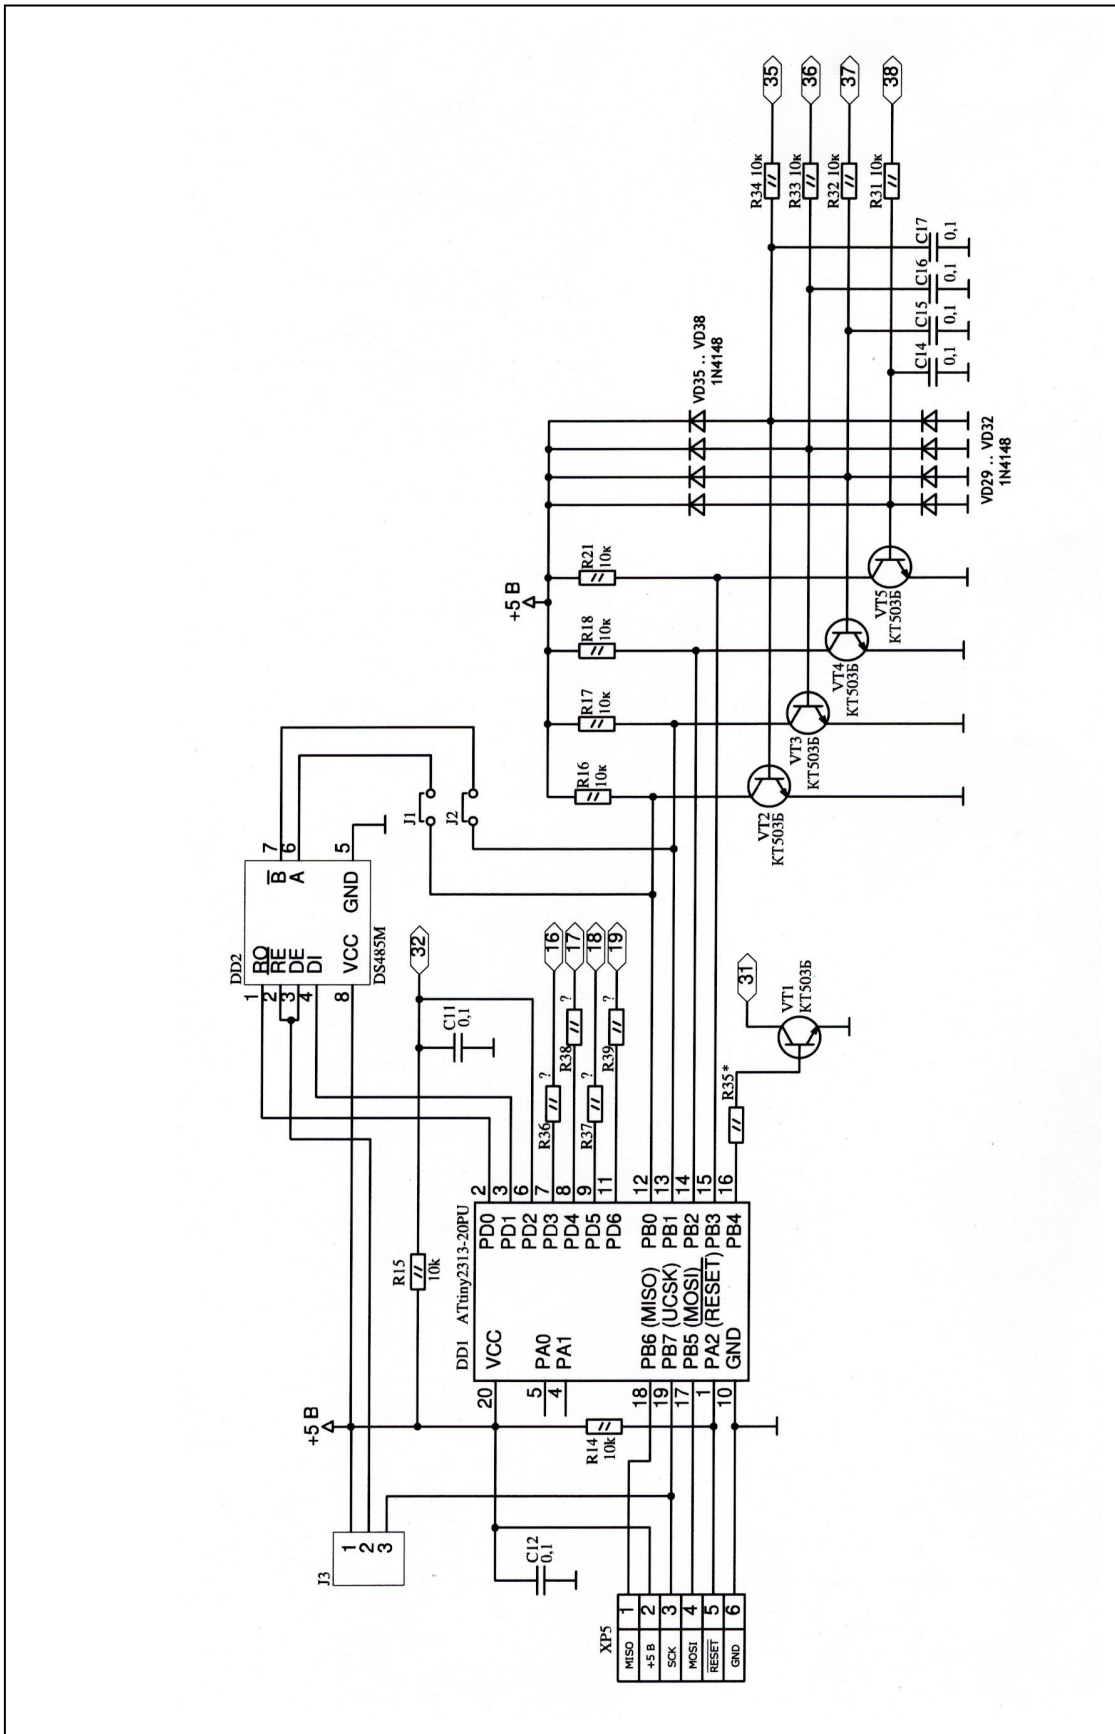 J3
1
2
3
+5 В
XP5
MISO 1
+5 В 2
SCK 3
MOSI 4
RESET 5
GND 6
C12
0,1
R14
10k
R15
10k
DD1 ATtiny2313-20PU
20 VCC
5 PA0
4 PA1
18 PB6 (MISO)
19 PB7 (UCSK)
17 PB5 (MOSI)
1 PA2 (RESET)
10 GND
PD0 2
PD1 3
PD2 6
PD3 7
PD4 8
PD5 9
PD6 11
PB0 12
PB1 13
PB2 14
PB3 15
PB4 16
DD2
1 RO
2 RE
3 DE
4 DI
8 VCC
B 7
A 6
GND 5
DS485M
C11
0,1
32
R36 ?
R38 ?
R37 ?
R39 ?
16
17
18
19
R35*
31
VT1
КТ503Б
J1
J2
+5 В
R16
10к
R17
10к
R18
10к
R21
10к
VT2
КТ503Б
VT3
КТ503Б
VT4
КТ503Б
VT5
КТ503Б
VD35 .. VD38
1N4148
VD29 .. VD32
1N4148
C14
0,1
C15
0,1
C16
0,1
C17
0,1
R34 10к
R33 10к
R32 10к
R31 10к
35
36
37
38